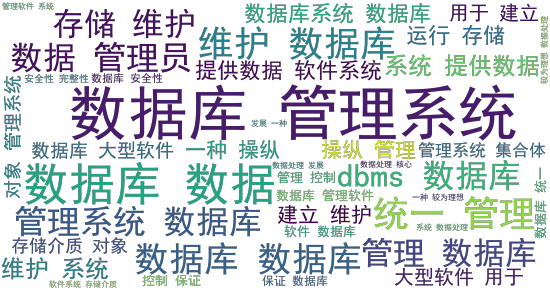 管理软件 系统
存储 维护
数据库系统 数据库
用于 建立
数据 管理员
维护 数据库
运行 存储
提供数据 软件系统
系统 提供数据
数据处理
较为理想
安全性 完整性
数据库 安全性
管理系统
数据库 管理系统
发展 一种
数据库 大型软件
一种 操纵
操纵 管理
管理系统 集合体
对象
数据库 数据
数据处理 发展
数据处理 核心
管理 控制
dbms 数据库
统一
数据库
数据库 管理软件
一种 较为理想
管理系统 数据库
建立 维护
统一 管理
软件 数据库
系统 数据处理
存储介质 对象
数据库 数据库
管理 数据库
维护 系统
控制 保证
保证 数据库
大型软件 用于
软件系统 存储介质